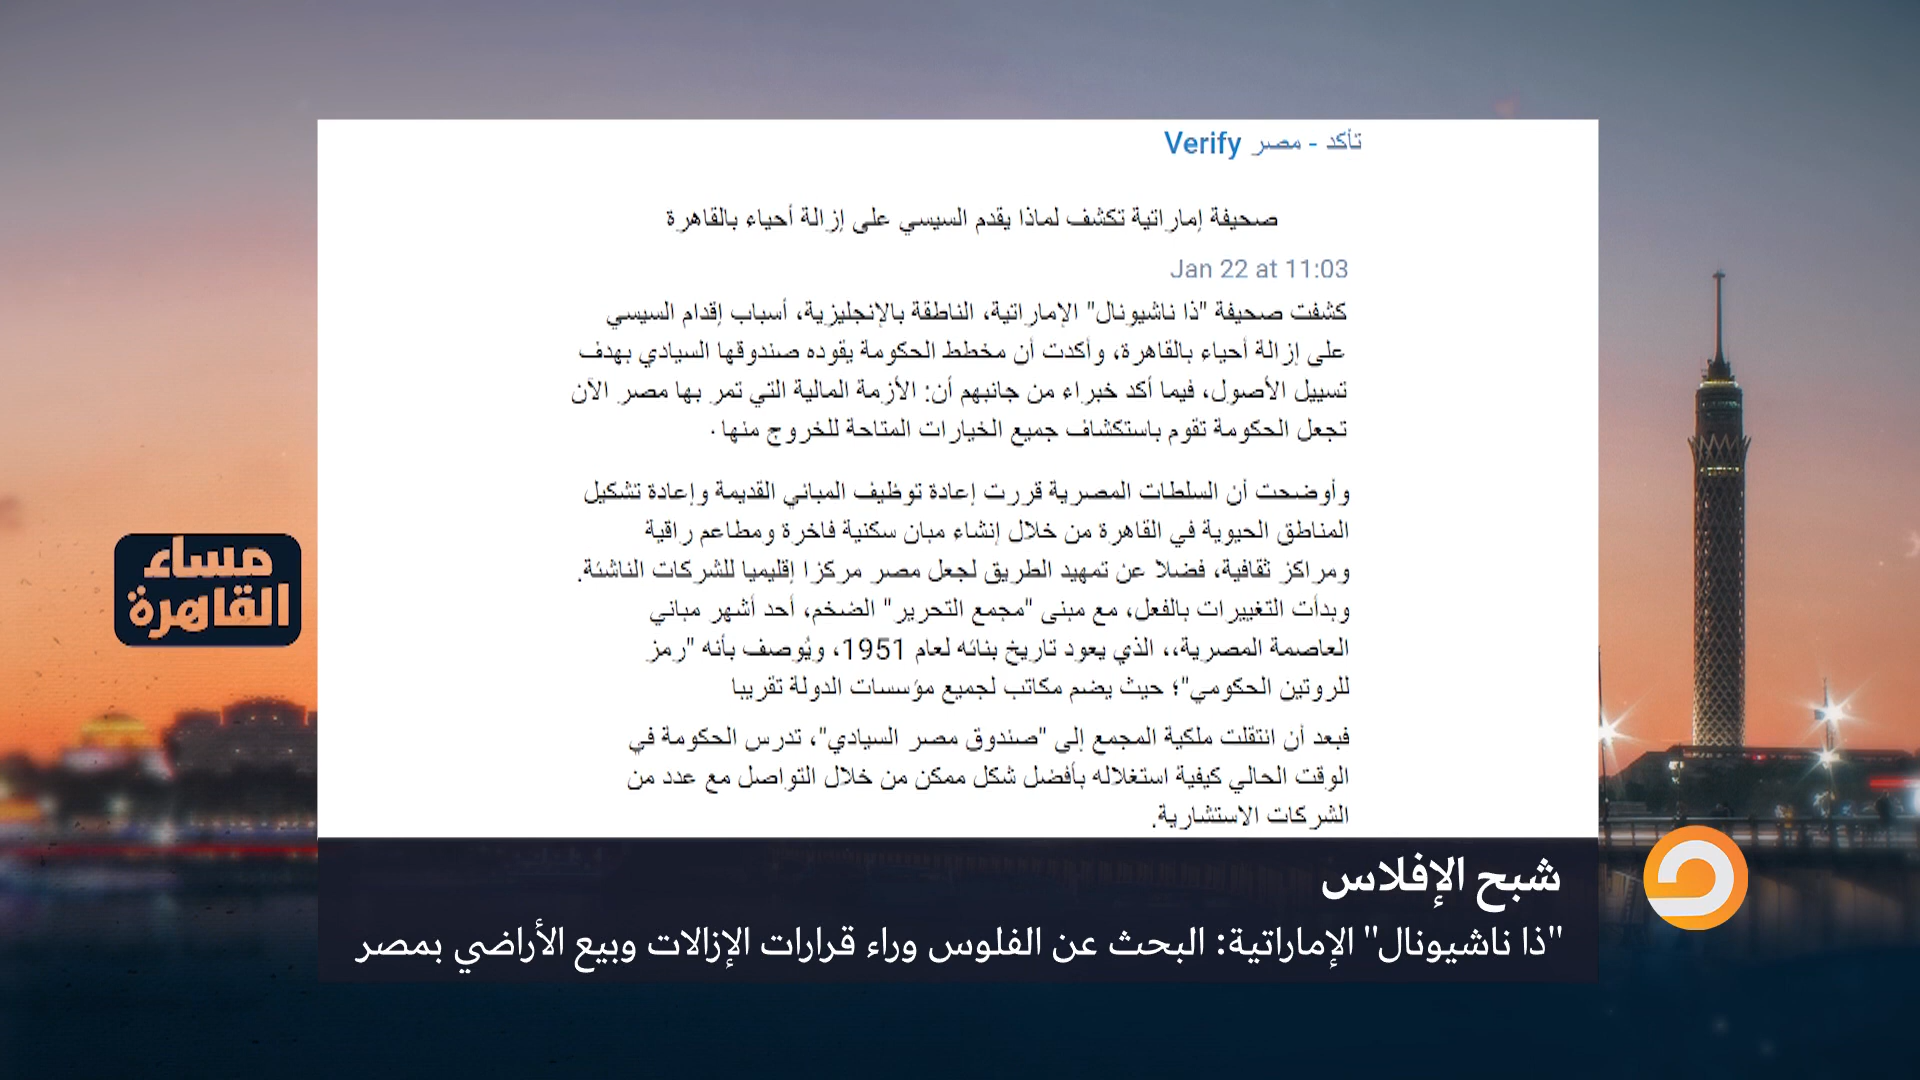 تأكد - مصر Verify
صحيفة إماراتية تكشف لماذا يقدم السيسي على إزالة أحياء بالقاهرة
Jan 22 at 11:03
كشفت صحيفة "ذا ناشيونال" الإماراتية، الناطقة بالإنجليزية، أسباب إقدام السيسي
على إزالة أحياء بالقاهرة، وأكدت أن مخطط الحكومة يقوده صندوقها السيادي بهدف
تسييل الأصول، فيما أكد خبراء من جانبهم أن: الأزمة المالية التي تمر بها مصر الآن
تجعل الحكومة تقوم باستكشاف جميع الخيارات المتاحة للخروج منها.
وأوضحت أن السلطات المصرية قررت إعادة توظيف المباني القديمة وإعادة تشكيل
المناطق الحيوية في القاهرة من خلال إنشاء مبان سكنية فاخرة ومطاعم راقية
ومراكز ثقافية، فضلا عن تمهيد الطريق لجعل مصر مركزا إقليميا للشركات الناشئة.
وبدأت التغييرات بالفعل، مع مبنى "مجمع التحرير" الضخم، أحد أشهر مباني
العاصمة المصرية،، الذي يعود تاريخ بنائه لعام 1951، ويُوصف بأنه "رمز
للروتين الحكومي"؛ حيث يضم مكاتب لجميع مؤسسات الدولة تقريبا
فبعد أن انتقلت ملكية المجمع إلى "صندوق مصر السيادي"، تدرس الحكومة في
الوقت الحالي كيفية استغلاله بأفضل شكل ممكن من خلال التواصل مع عدد من
الشركات الاستشارية.
مساء
القاهرة
شبح الإفلاس
"ذا ناشيونال" الإماراتية: البحث عن الفلوس وراء قرارات الإزالات وبيع الأراضي بمصر